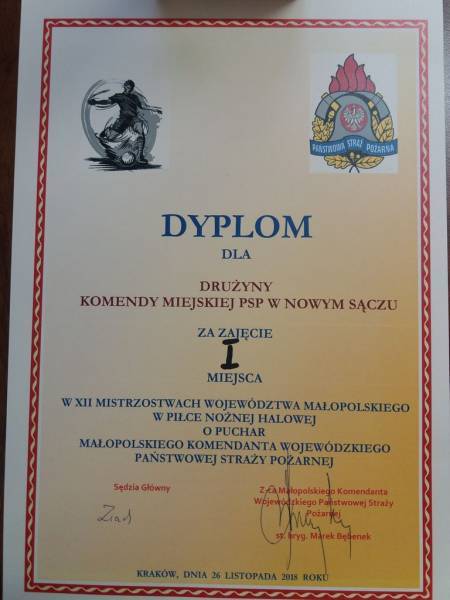 PAŃSTWOWA STRAŻ POŻARNA
DYPLOM
DLA
DRUŻYNY
KOMENDY MIEJSKIEJ PSP W NOWYM SĄCZU
ZA ZAJĘCIE
I
MIEJSCA
W XII MISTRZOSTWACH WOJEWÓDZTWA MAŁOPOLSKIEGO
W PIŁCE NOŻNEJ HALOWEJ
O PUCHAR
MAŁOPOLSKIEGO KOMENDANTA WOJEWÓDZKIEGO
PAŃSTWOWEJ STRAŻY POŻARNEJ
Sędzia Główny
Z-ca Małopolskiego Komendanta
Wojewódzkiego Państwowej Straży
Pożarnej
st. bryg. Marek Bębenek
KRAKÓW, DNIA 26 LISTOPADA 2018 ROKU